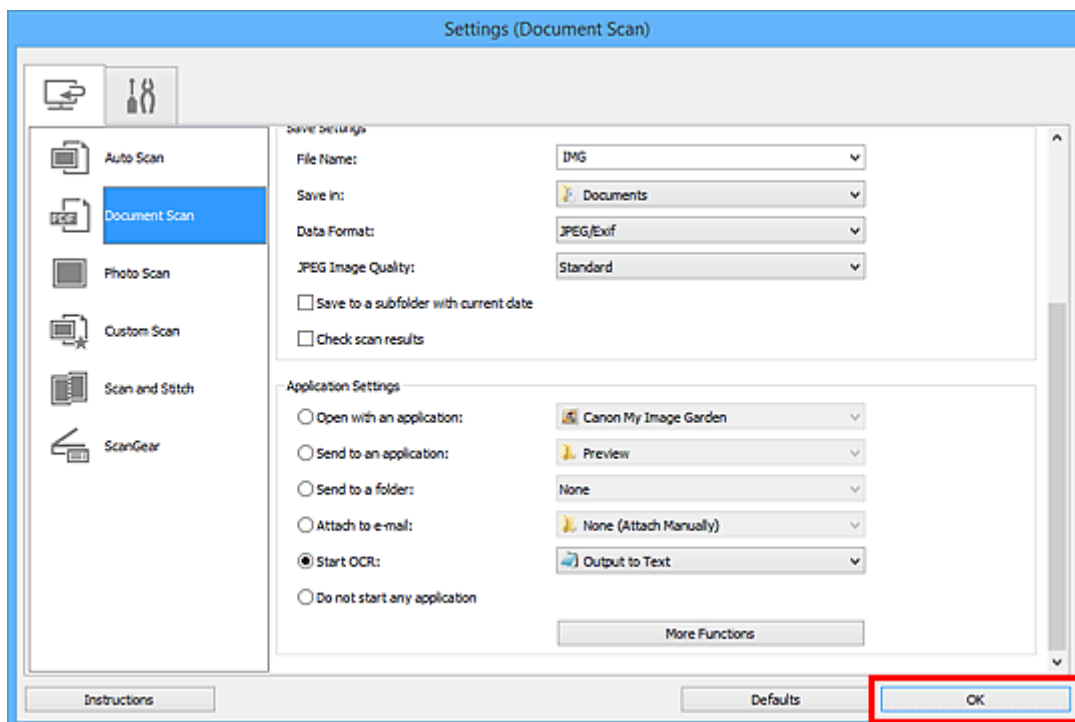 Settings (Document Scan)
Auto Scan
PDF
Document Scan
Photo Scan
Custom Scan
Scan and Stitch
ScanGear
Save Settings
File Name: IMG
Save in: Documents
Data Format: JPEG/Exif
JPEG Image Quality: Standard
Save to a subfolder with current date
Check scan results
Application Settings
Open with an application: Canon My Image Garden
Send to an application: Preview
Send to a folder: None
Attach to e-mail: None (Attach Manually)
Start OCR: Output to Text
Do not start any application
More Functions
Instructions Defaults OK